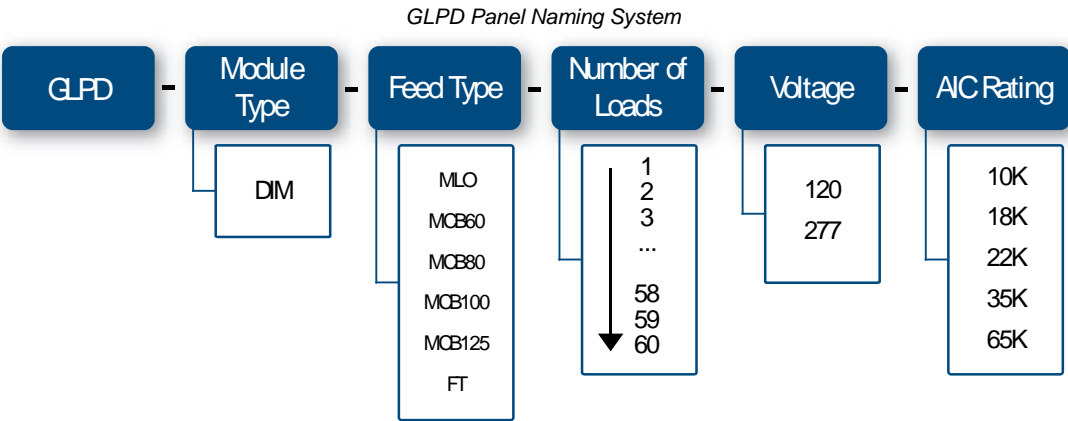 GLPD Panel Naming System
GLPD - Module Type - Feed Type - Number of Loads - Voltage - AIC Rating
DIM
MLO
MCB60
MCB80
MCB100
MCB125
FT
1
2
3
...
58
59
60
120
277
10K
18K
22K
35K
65K